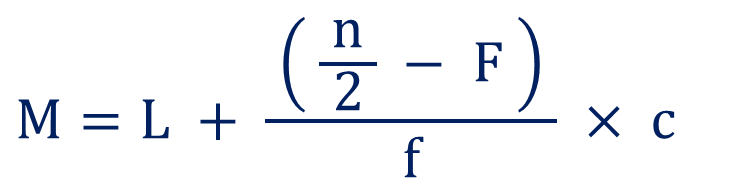 M = L + ( n/2 − F ) / f × c